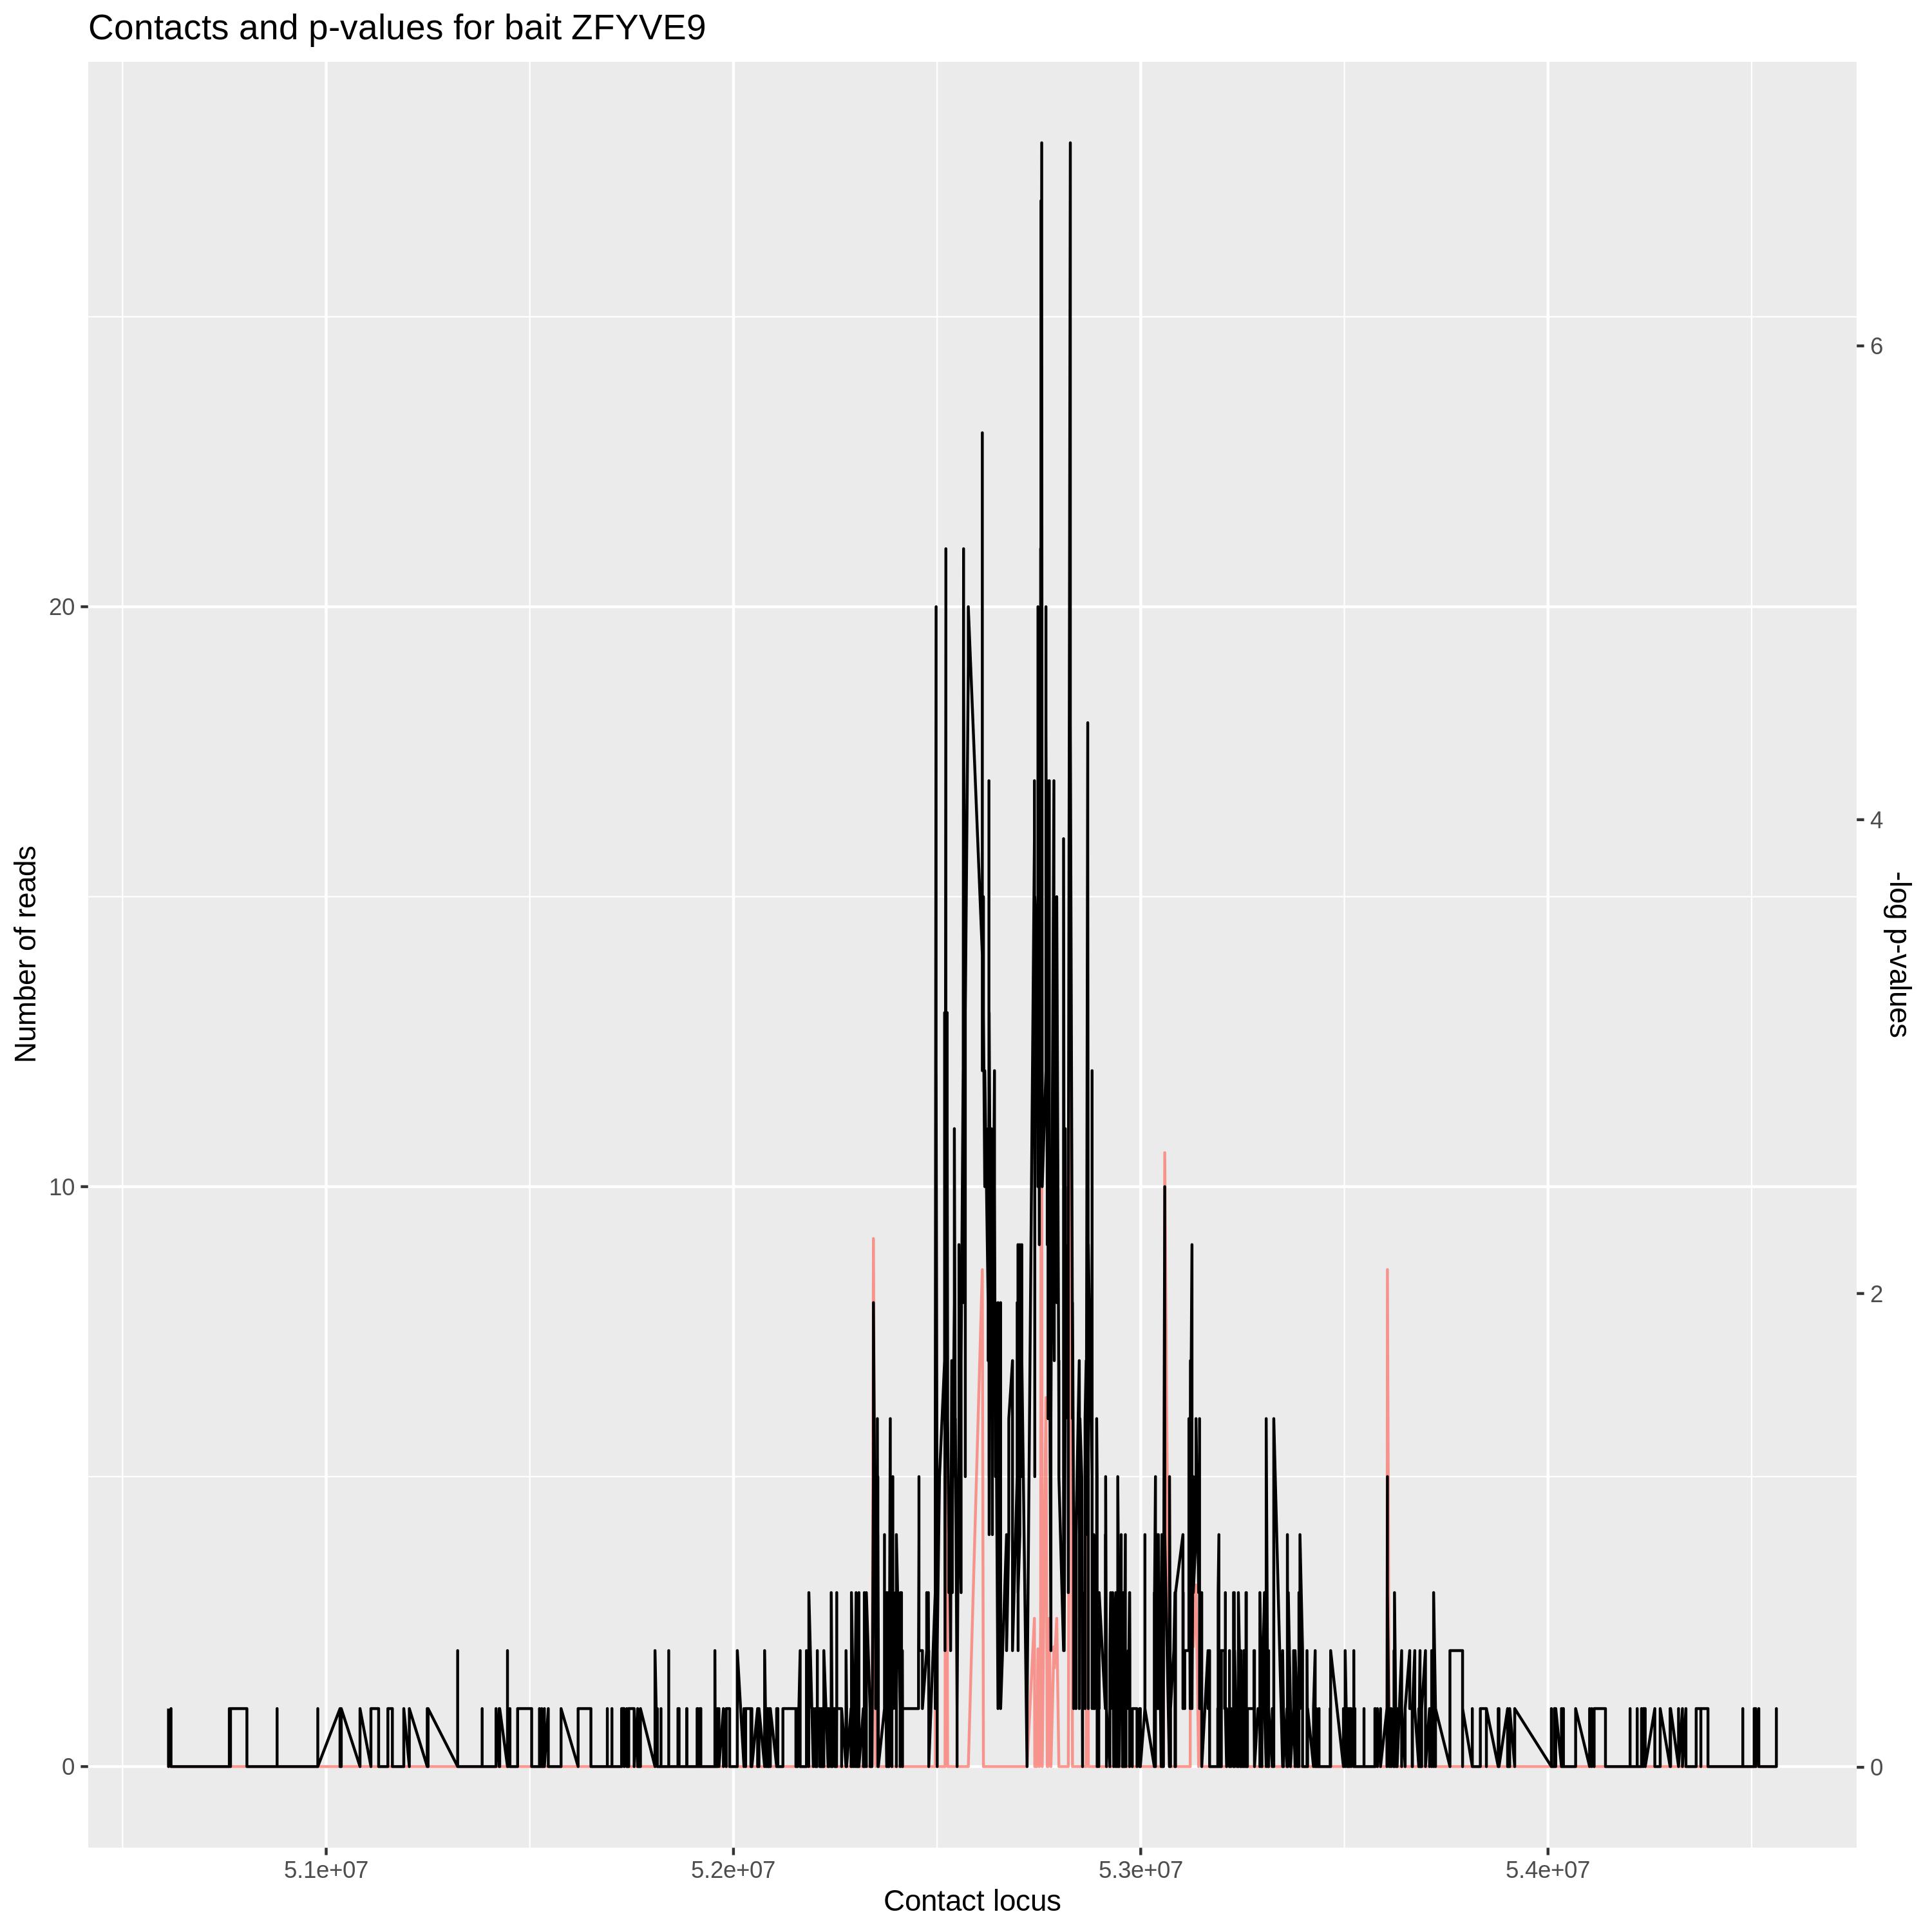 Contacts and p-values for bait ZFYVE9
Number of reads
20
10
0
6
4
2
0
-log p-values
5.1e+07 5.2e+07 5.3e+07 5.4e+07
Contact locus